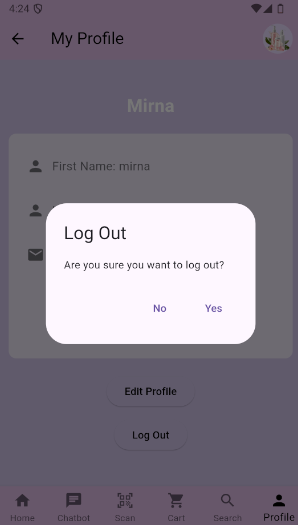 4:24
My Profile
Mirna
First Name: mirna
Log Out
Are you sure you want to log out?
No Yes
Edit Profile
Log Out
Home Chatbot Scan Cart Search Profile